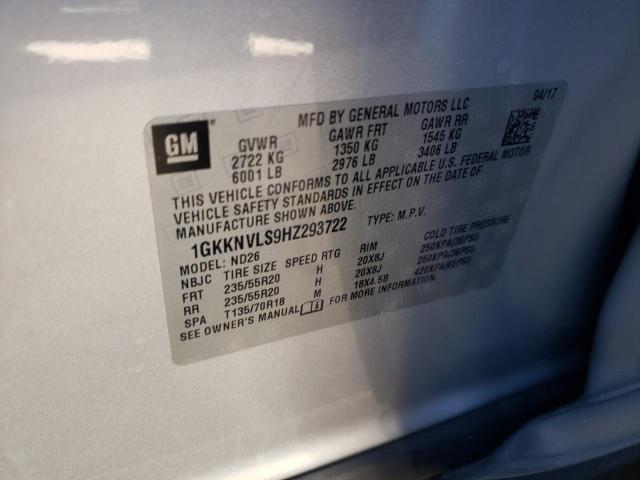 GM
MFD BY GENERAL MOTORS LLC 04/17
GVWR GAWR FRT GAWR RR
2722 KG 1350 KG 1545 KG
6001 LB 2976 LB 3406 LB
THIS VEHICLE CONFORMS TO ALL APPLICABLE U.S. FEDERAL MOTOR
VEHICLE SAFETY STANDARDS IN EFFECT ON THE DATE OF
MANUFACTURE SHOWN ABOVE.
1GKKNVLS9HZ293722 TYPE: M.P.V.
MODEL: ND26
NBJC TIRE SIZE SPEED RTG RIM COLD TIRE PRESSURE
FRT 235/55R20 H 20X8J 250KPA(36PSI)
RR 235/55R20 H 20X8J 250KPA(36PSI)
SPA T135/70R18 M 18X4.5B 420KPA(60PSI)
SEE OWNER'S MANUAL FOR MORE INFORMATION.